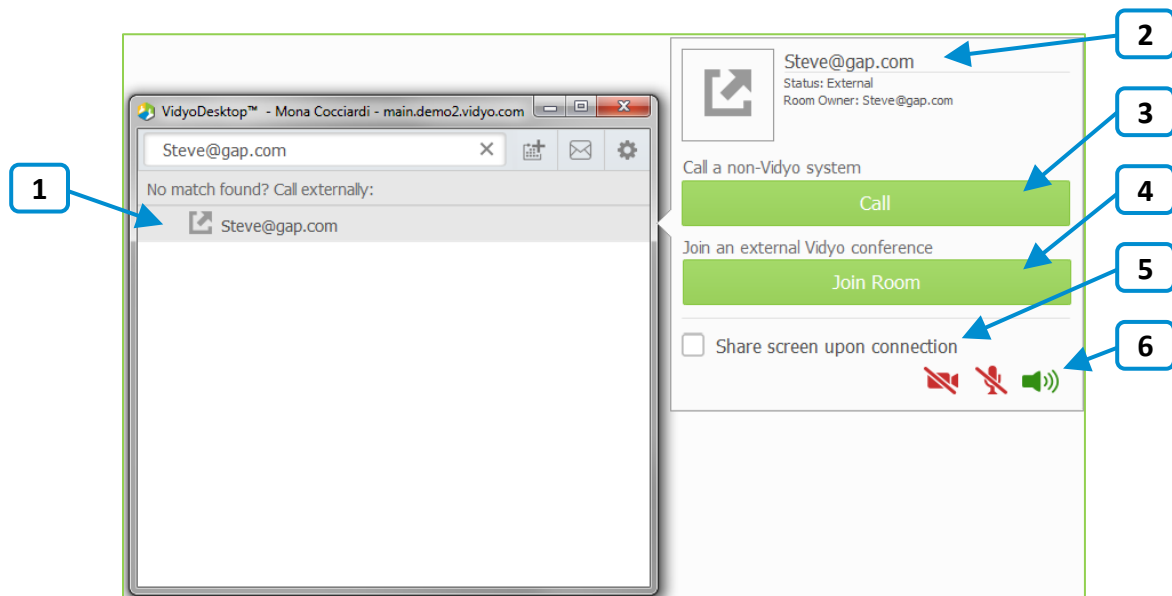 2
Steve@gap.com
Status: External
Room Owner: Steve@gap.com
VidyoDesktop™ - Mona Cocciardi - main.demo2.vidyo.com
3
Steve@gap.com
Call a non-Vidyo system
1
No match found? Call externally:
Call
4
Steve@gap.com
Join an external Vidyo conference
5
Join Room
Share screen upon connection
6